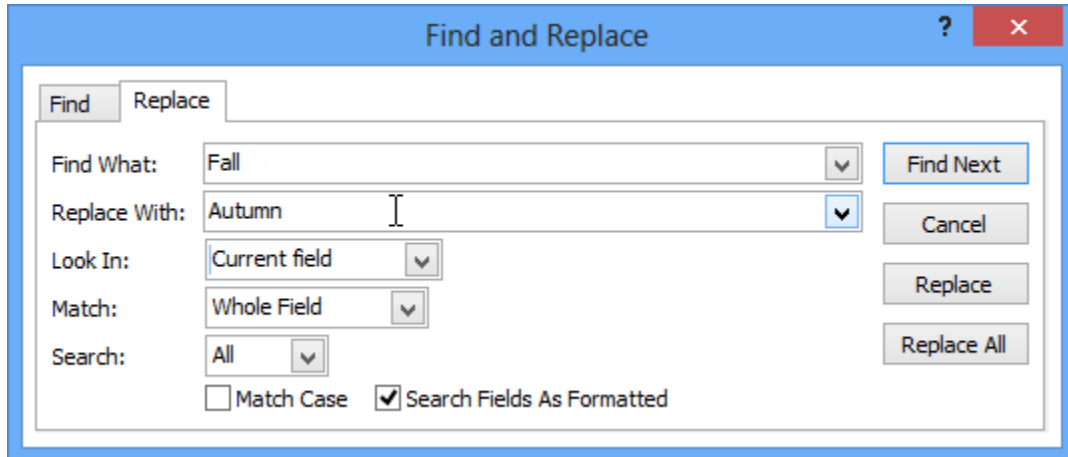 Find and Replace ?
Find Replace
Find What: Fall Find Next
Replace With: Autumn Cancel
Look In: Current field
Match: Whole Field Replace
Search: All Replace All
Match Case Search Fields As Formatted